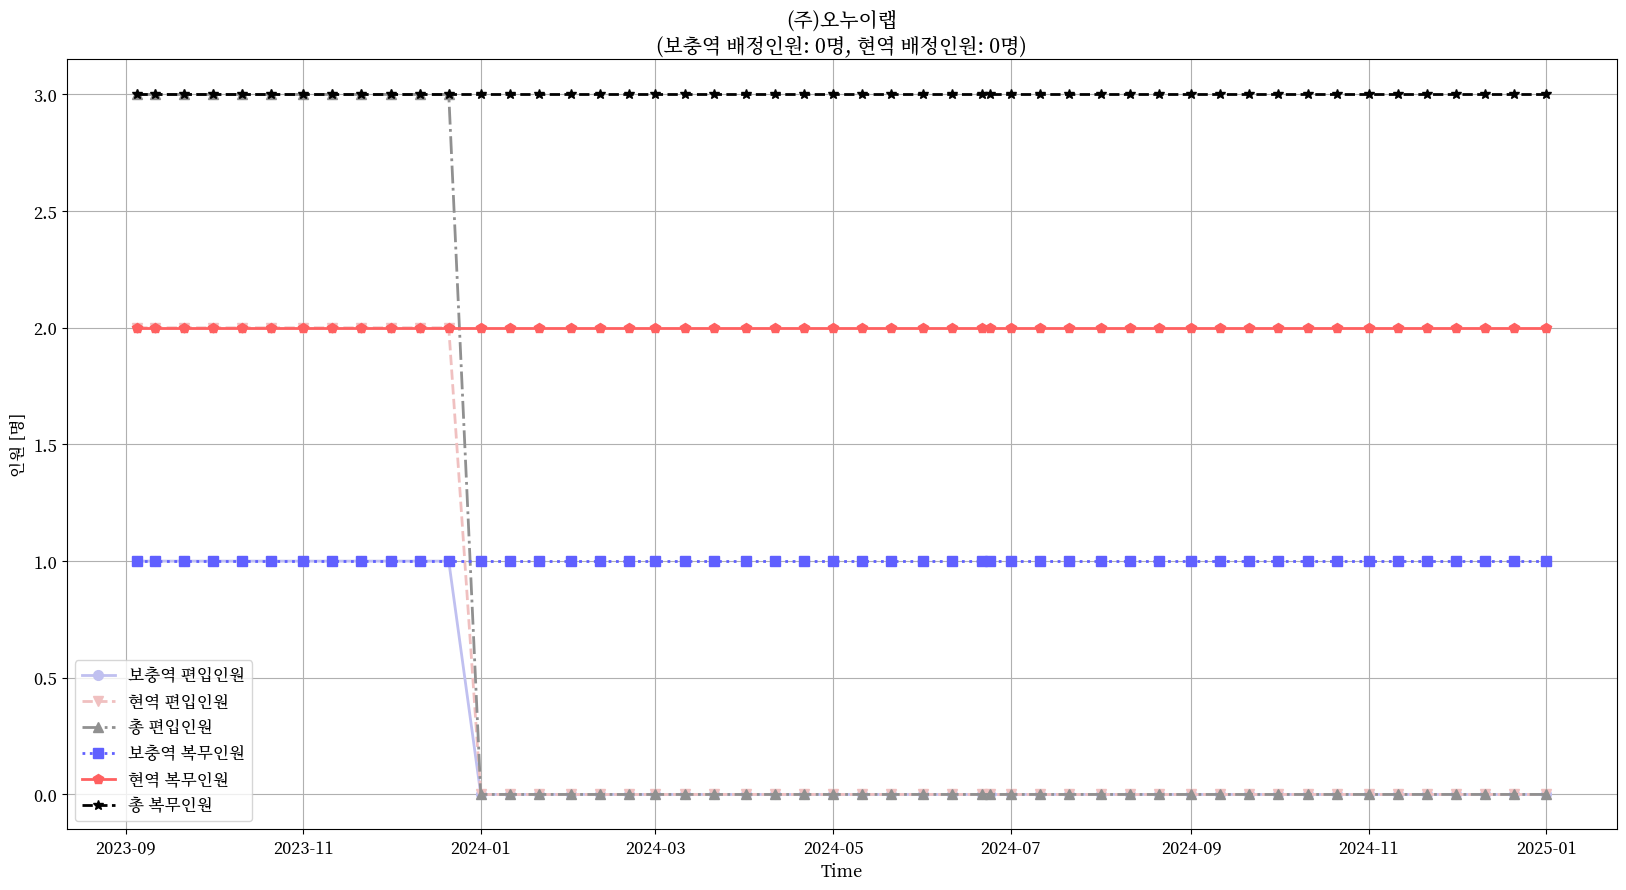 (주)오누이랩
(보충역 배정인원: 0명, 현역 배정인원: 0명)
인원 [명]
3.0
2.5
2.0
1.5
1.0
0.5
0.0
보충역 편입인원
현역 편입인원
총 편입인원
보충역 복무인원
현역 복무인원
총 복무인원
2023-09 2023-11 2024-01 2024-03 2024-05 2024-07 2024-09 2024-11 2025-01
Time